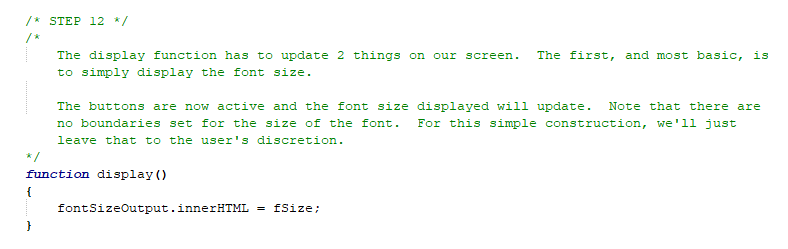 /* STEP 12 */
/*
The display function has to update 2 things on our screen.  The first, and most basic, is
to simply display the font size.
The buttons are now active and the font size displayed will update.  Note that there are
no boundaries set for the size of the font.  For this simple construction, we'll just
leave that to the user's discretion.
*/
function display()
{
fontSizeOutput.innerHTML = fSize;
}